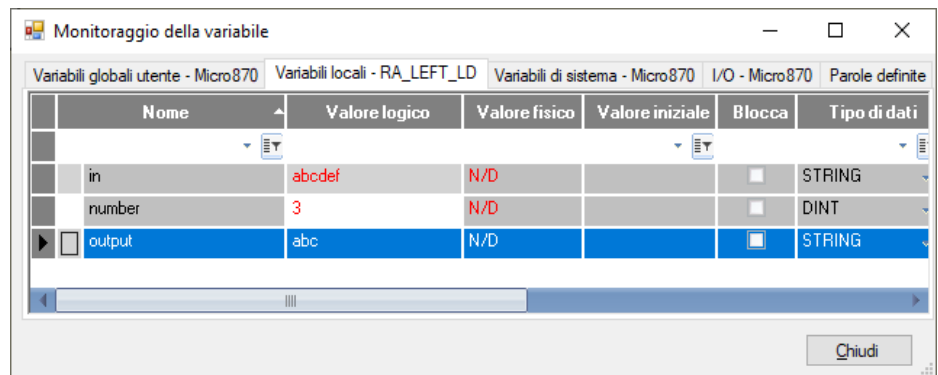 Monitoraggio della variabile
Variabili globali utente - Micro870 Variabili locali - RA_LEFT_LD Variabili di sistema - Micro870 I/O - Micro870 Parole definite
Nome Valore logico Valore fisico Valore iniziale Blocca Tipo di dati
in abcdef N/D STRING
number 3 N/D DINT
output abc N/D STRING
Chiudi